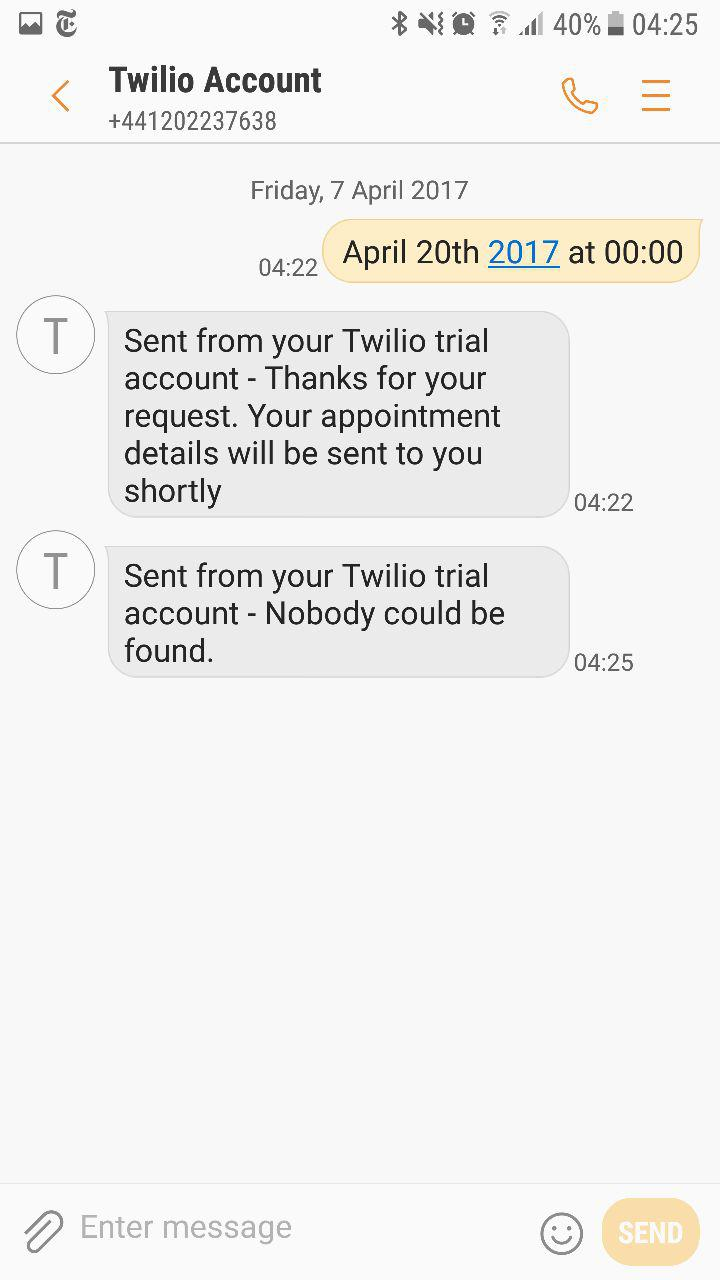 40% 04:25
Twilio Account
+441202237638
Friday, 7 April 2017
April 20th 2017 at 00:00
04:22
T
Sent from your Twilio trial
account - Thanks for your
request. Your appointment
details will be sent to you
shortly
04:22
T
Sent from your Twilio trial
account - Nobody could be
found.
04:25
Enter message
SEND